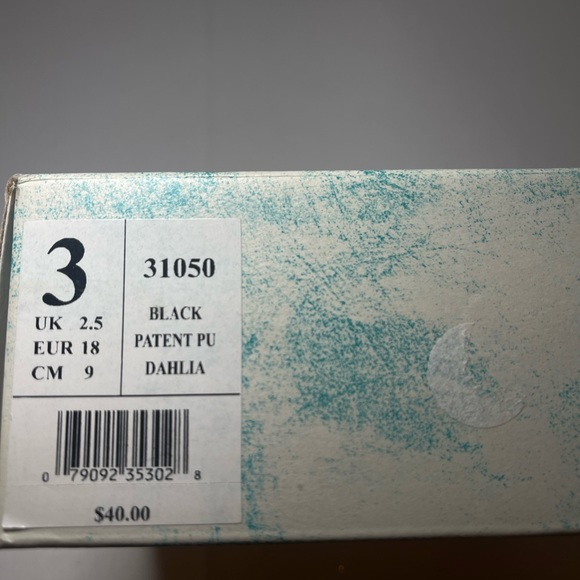 3
UK 2.5
EUR 18
CM 9
31050
BLACK
PATENT PU
DAHLIA
0 79092 35302 8
$40.00